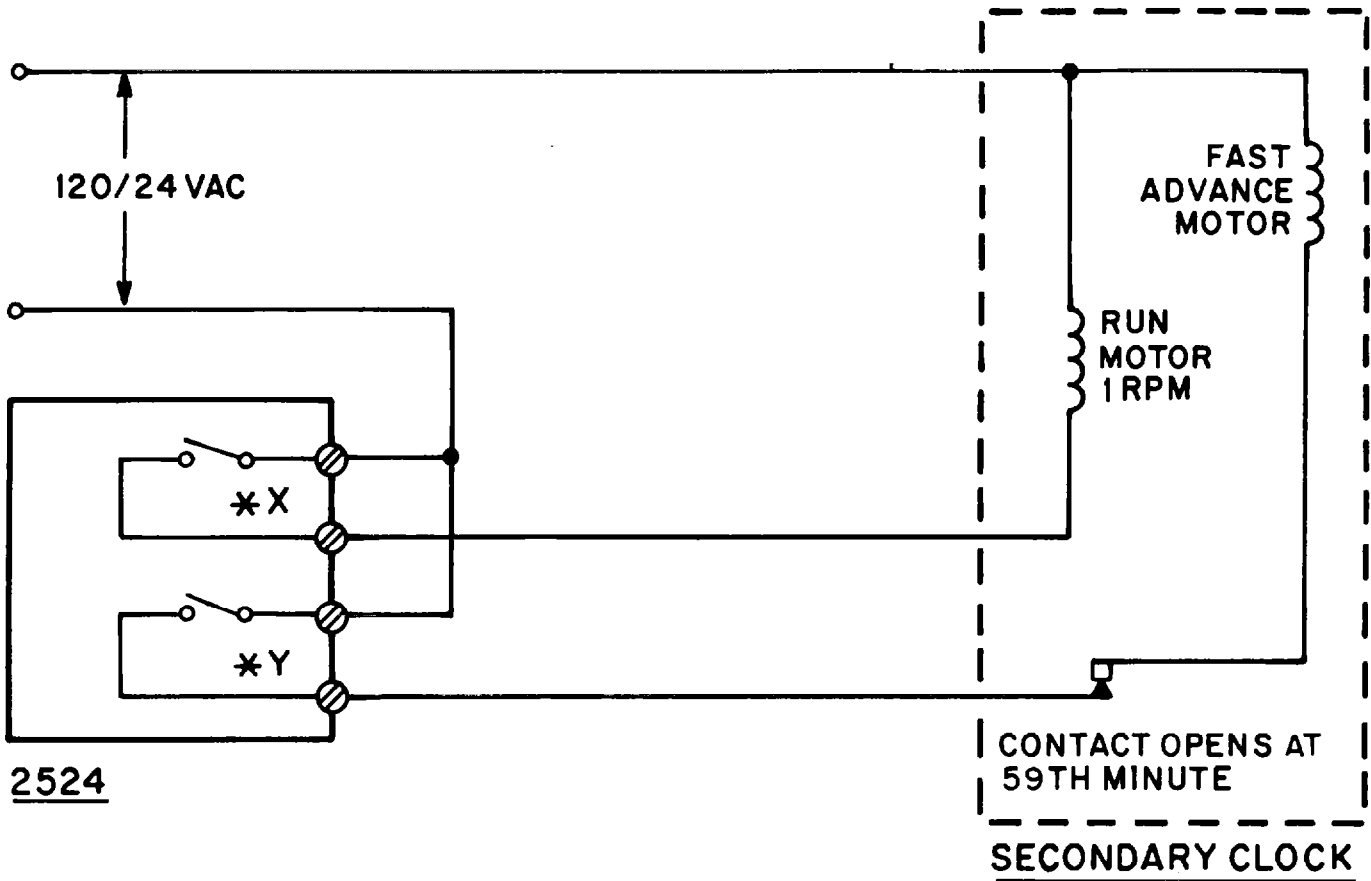 120/24 VAC
FAST
ADVANCE
MOTOR
RUN
MOTOR
1 RPM
*X
*Y
2524
CONTACT OPENS AT
59TH MINUTE
SECONDARY CLOCK